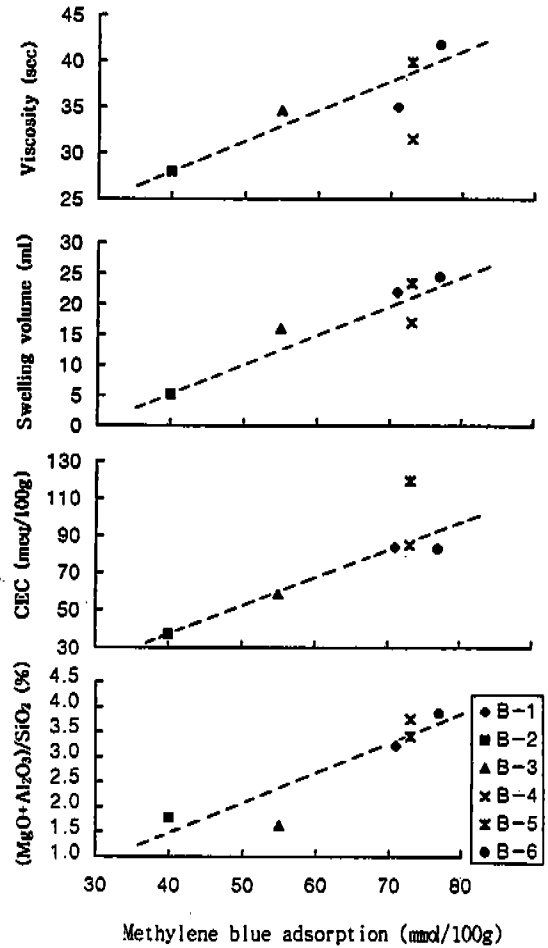 Viscosity (sec)
45
40
35
30
25
Swelling volume (ml)
30
25
20
15
10
5
0
CEC (meq/100g)
130
110
90
70
50
30
(MgO+Al₂O₃)/SiO₂ (%)
4.5
4.0
3.5
3.0
2.5
2.0
1.5
1.0
B-1
B-2
B-3
B-4
B-5
B-6
30 40 50 60 70 80
Methylene blue adsorption (mmol/100g)